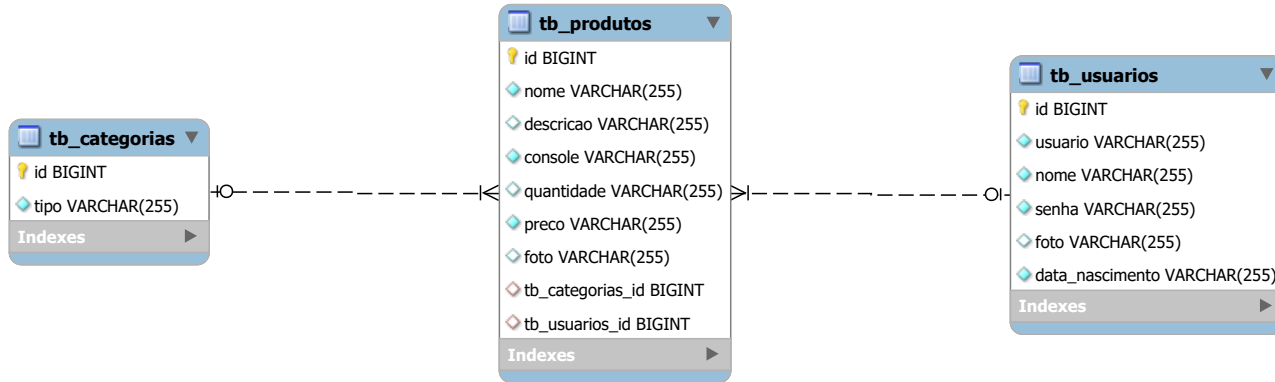 tb_categorias
id BIGINT
tipo VARCHAR(255)
Indexes
tb_produtos
id BIGINT
nome VARCHAR(255)
descricao VARCHAR(255)
console VARCHAR(255)
quantidade VARCHAR(255)
preco VARCHAR(255)
foto VARCHAR(255)
tb_categorias_id BIGINT
tb_usuarios_id BIGINT
Indexes
tb_usuarios
id BIGINT
usuario VARCHAR(255)
nome VARCHAR(255)
senha VARCHAR(255)
foto VARCHAR(255)
data_nascimento VARCHAR(255)
Indexes